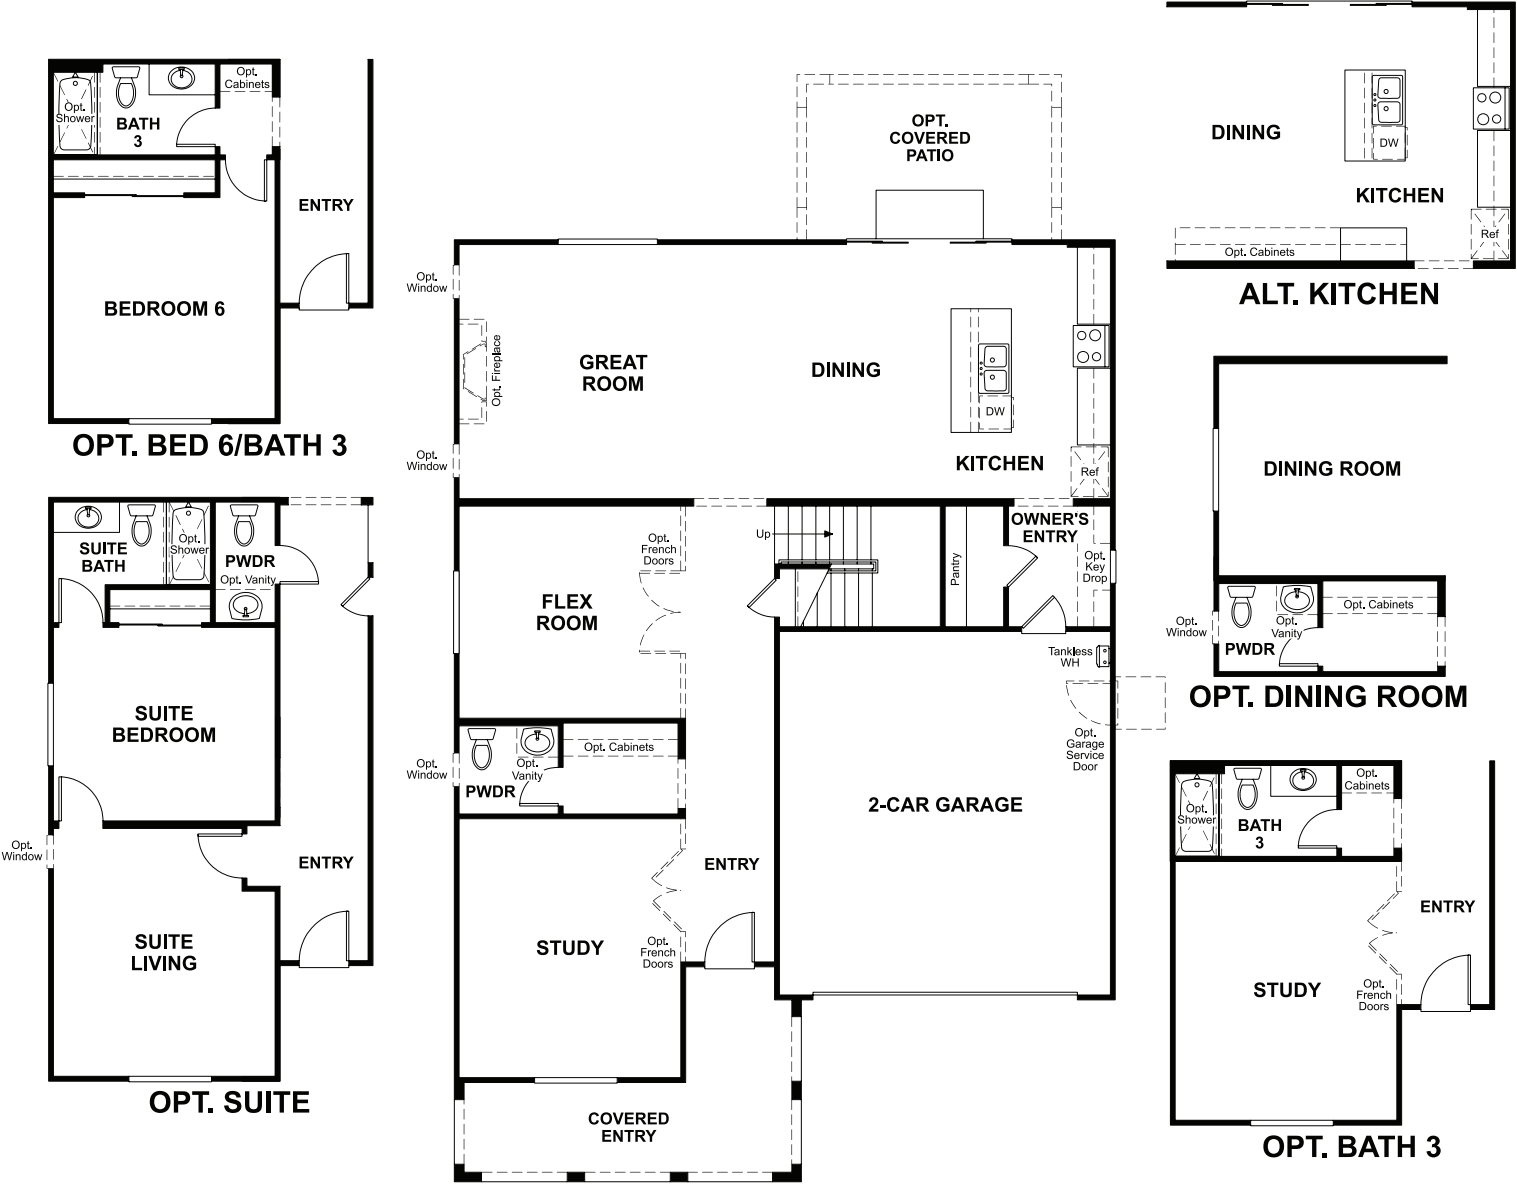 Opt.
Cabinets
Opt.
Shower
BATH
3
ENTRY
BEDROOM 6
OPT. BED 6/BATH 3
SUITE
BATH
Opt.
Shower
PWDR
Opt. Vanity
SUITE
BEDROOM
Opt.
Window
ENTRY
SUITE
LIVING
OPT. SUITE
OPT.
COVERED
PATIO
Opt.
Window
Opt. Fireplace
GREAT
ROOM
DINING
DW
KITCHEN
Ref
Opt.
Window
Opt.
French
Doors
Up
Pantry
OWNER'S
ENTRY
Opt.
Key
Drop
FLEX
ROOM
Tankless
WH
Opt.
Garage
Service
Door
Opt. Cabinets
Opt.
Window
Opt.
Vanity
PWDR
2-CAR GARAGE
ENTRY
STUDY
Opt.
French
Doors
COVERED
ENTRY
DINING
DW
KITCHEN
Ref
Opt. Cabinets
ALT. KITCHEN
DINING ROOM
Opt. Cabinets
Opt.
Window
Opt.
Vanity
PWDR
OPT. DINING ROOM
Opt.
Cabinets
Opt.
Shower
BATH
3
ENTRY
STUDY
Opt.
French
Doors
OPT. BATH 3